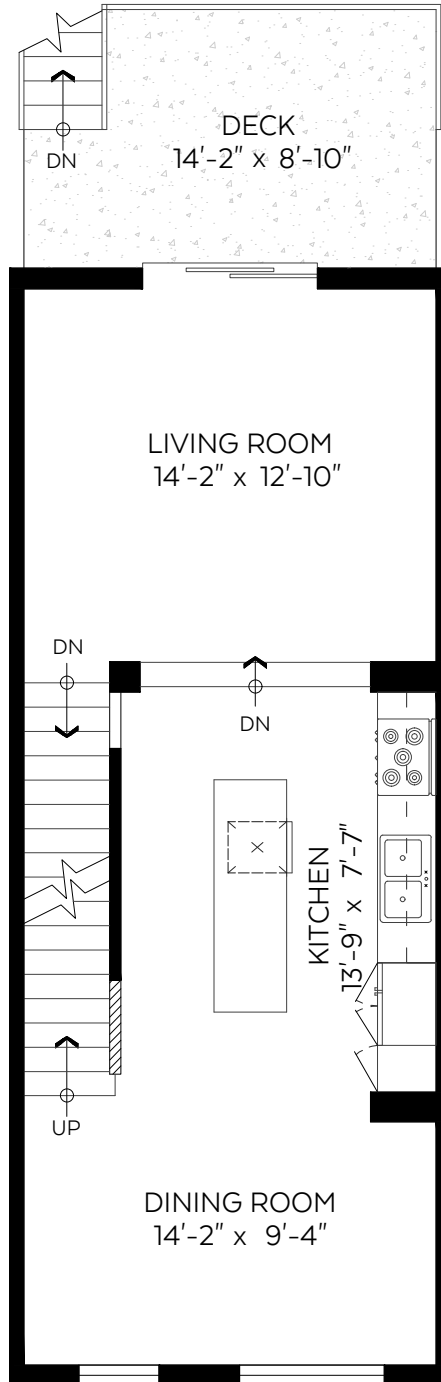 DECK
14'-2" x 8'-10"
DN
LIVING ROOM
14'-2" x 12'-10"
DN
DN
KITCHEN
13'-9" x 7'-7"
UP
DINING ROOM
14'-2" x 9'-4"